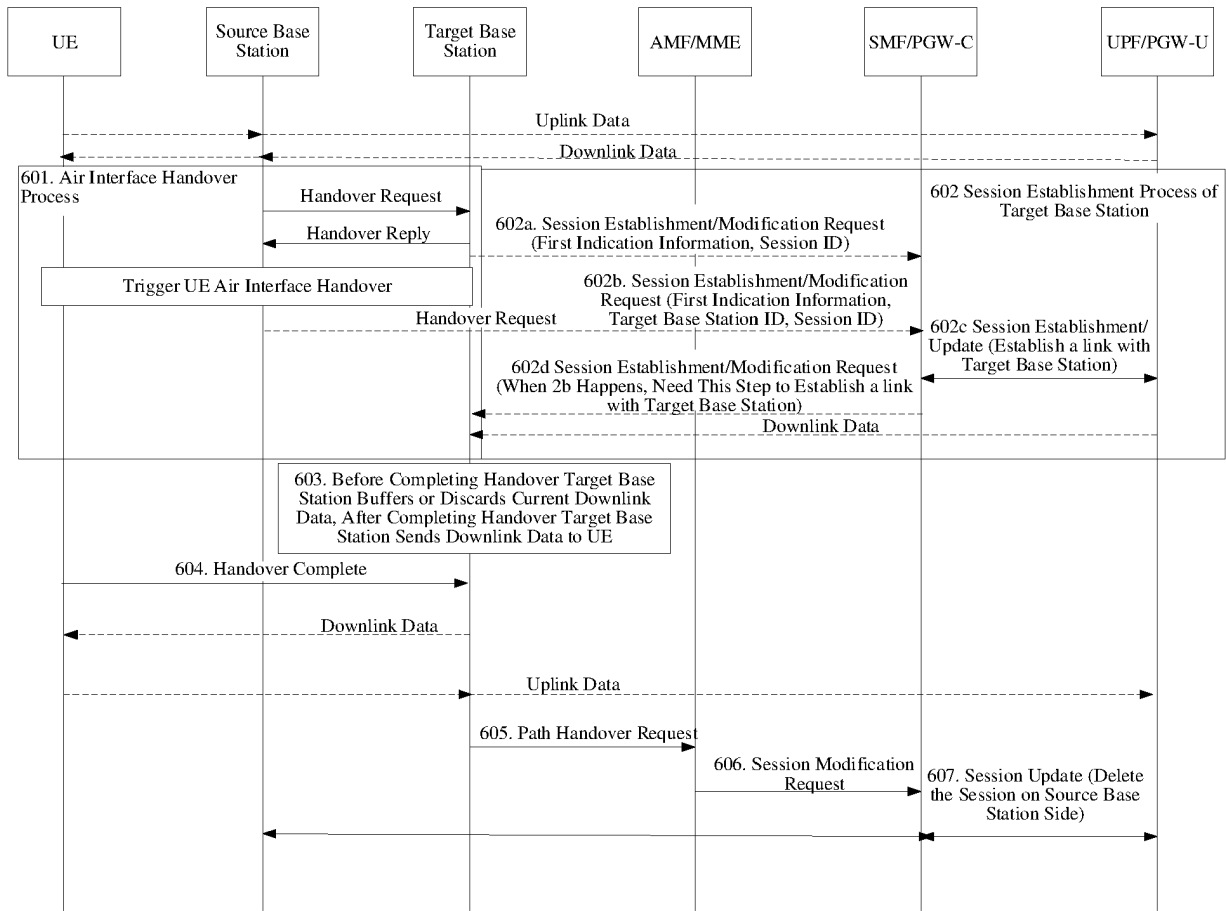 UE
Source Base
Station
Target Base
Station
AMF/MME
SMF/PGW-C
UPF/PGW-U
Uplink Data
Downlink Data
601. Air Interface Handover
Process
602 Session Establishment Process of
Target Base Station
Handover Request
Handover Reply
602a. Session Establishment/Modification Request
(First Indication Information, Session ID)
Trigger UE Air Interface Handover
602b. Session Establishment/Modification
Request (First Indication Information,
Target Base Station ID, Session ID)
Handover Request
602c Session Establishment/
Update (Establish a link with
Target Base Station)
602d Session Establishment/Modification Request
(When 2b Happens, Need This Step to Establish a link
with Target Base Station)
Downlink Data
603. Before Completing Handover Target Base
Station Buffers or Discards Current Downlink
Data, After Completing Handover Target Base
Station Sends Downlink Data to UE
604. Handover Complete
Downlink Data
Uplink Data
605. Path Handover Request
606. Session Modification
Request
607. Session Update (Delete
the Session on Source Base
Station Side)